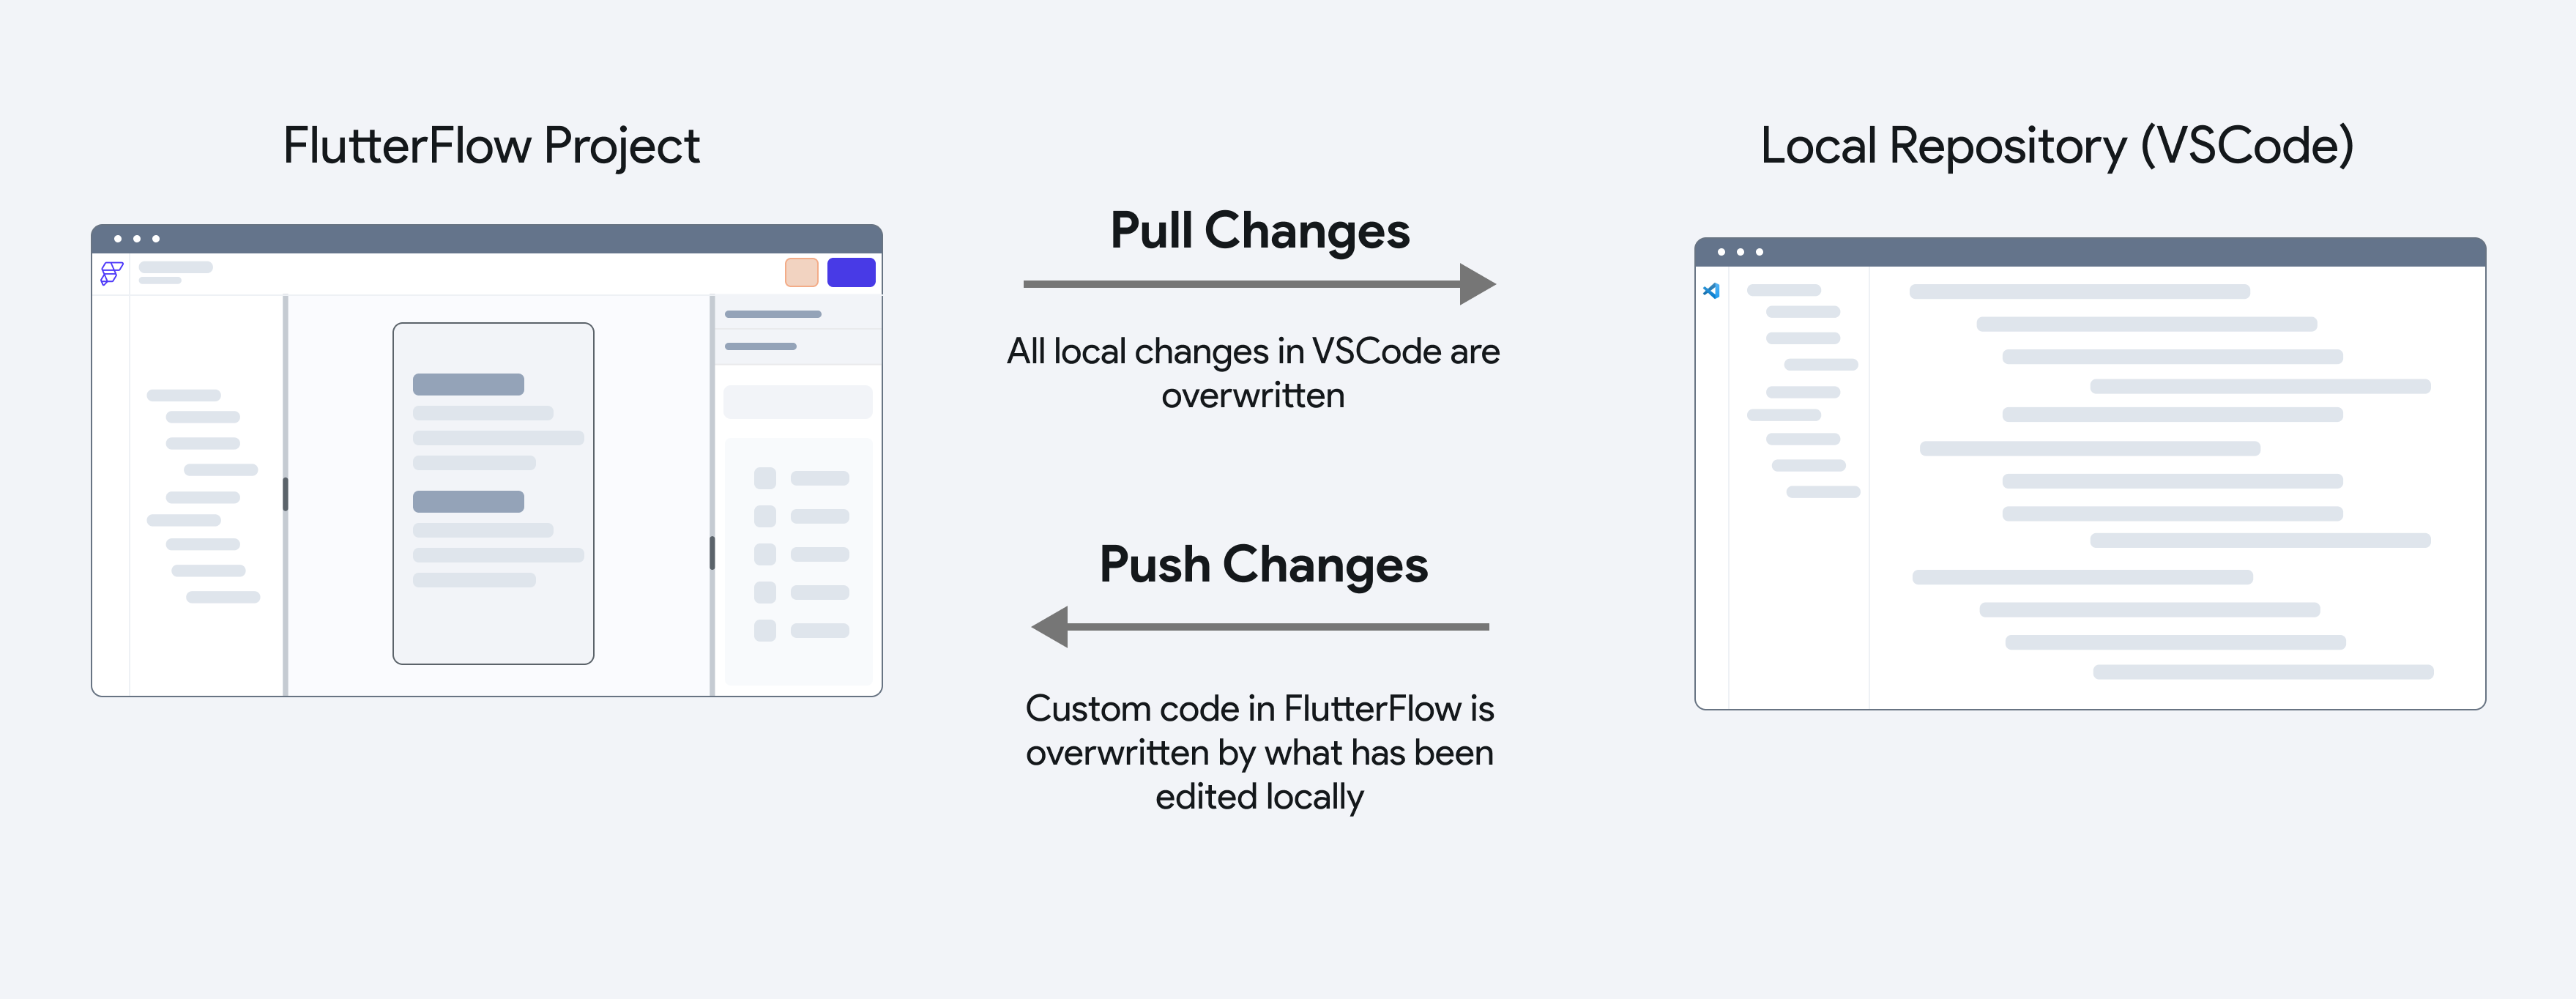 FlutterFlow Project
Local Repository (VSCode)
Pull Changes
All local changes in VSCode are
overwritten
Push Changes
Custom code in FlutterFlow is
overwritten by what has been
edited locally